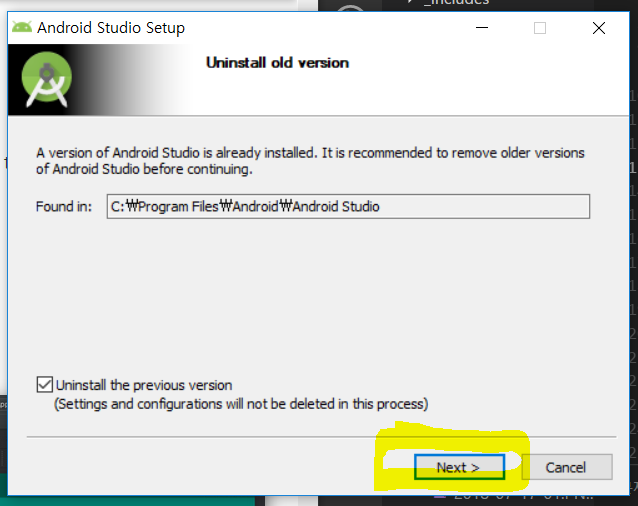 _includes
Android Studio Setup
Uninstall old version
A version of Android Studio is already installed. It is recommended to remove older versions
of Android Studio before continuing.
Found in: C:₩Program Files₩Android₩Android Studio
Uninstall the previous version
(Settings and configurations will not be deleted in this process)
Next >
Cancel